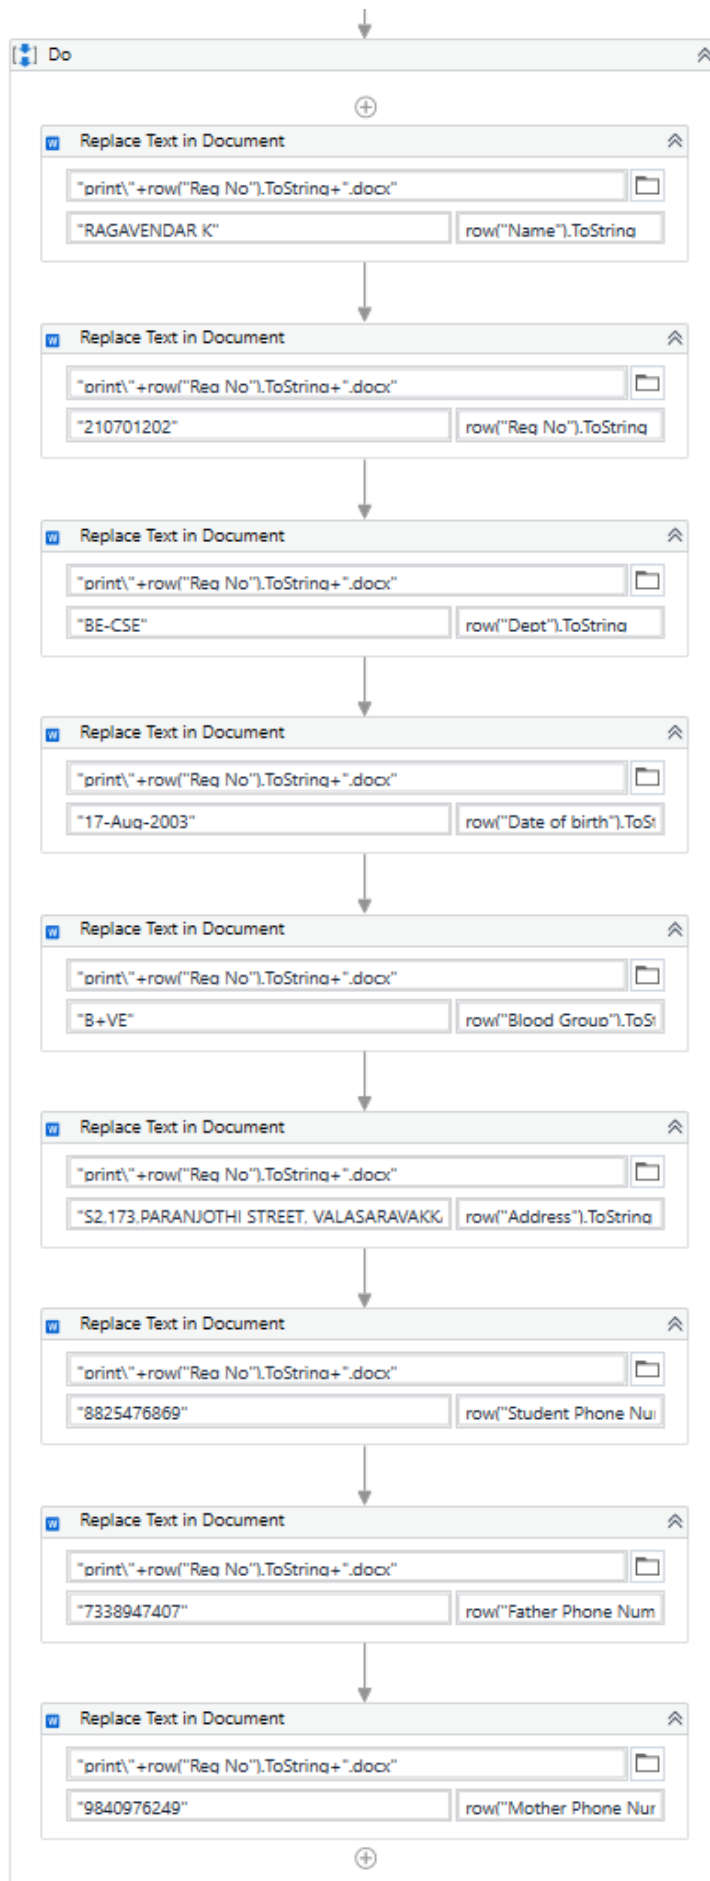 Do
Replace Text in Document
"print\"+row("Reg No").ToString+".docx"
"RAGAVENDAR K" row("Name").ToString
Replace Text in Document
"print\"+row("Reg No").ToString+".docx"
"210701202" row("Reg No").ToString
Replace Text in Document
"print\"+row("Reg No").ToString+".docx"
"BE-CSE" row("Dept").ToString
Replace Text in Document
"print\"+row("Reg No").ToString+".docx"
"17-Aug-2003" row("Date of birth").ToSt
Replace Text in Document
"print\"+row("Reg No").ToString+".docx"
"B+VE" row("Blood Group").ToSt
Replace Text in Document
"print\"+row("Reg No").ToString+".docx"
"S2,173,PARANJOTHI STREET, VALASARAVAKK row("Address").ToString
Replace Text in Document
"print\"+row("Reg No").ToString+".docx"
"8825476869" row("Student Phone Nu
Replace Text in Document
"print\"+row("Reg No").ToString+".docx"
"7338947407" row("Father Phone Num
Replace Text in Document
"print\"+row("Reg No").ToString+".docx"
"9840976249" row("Mother Phone Nur